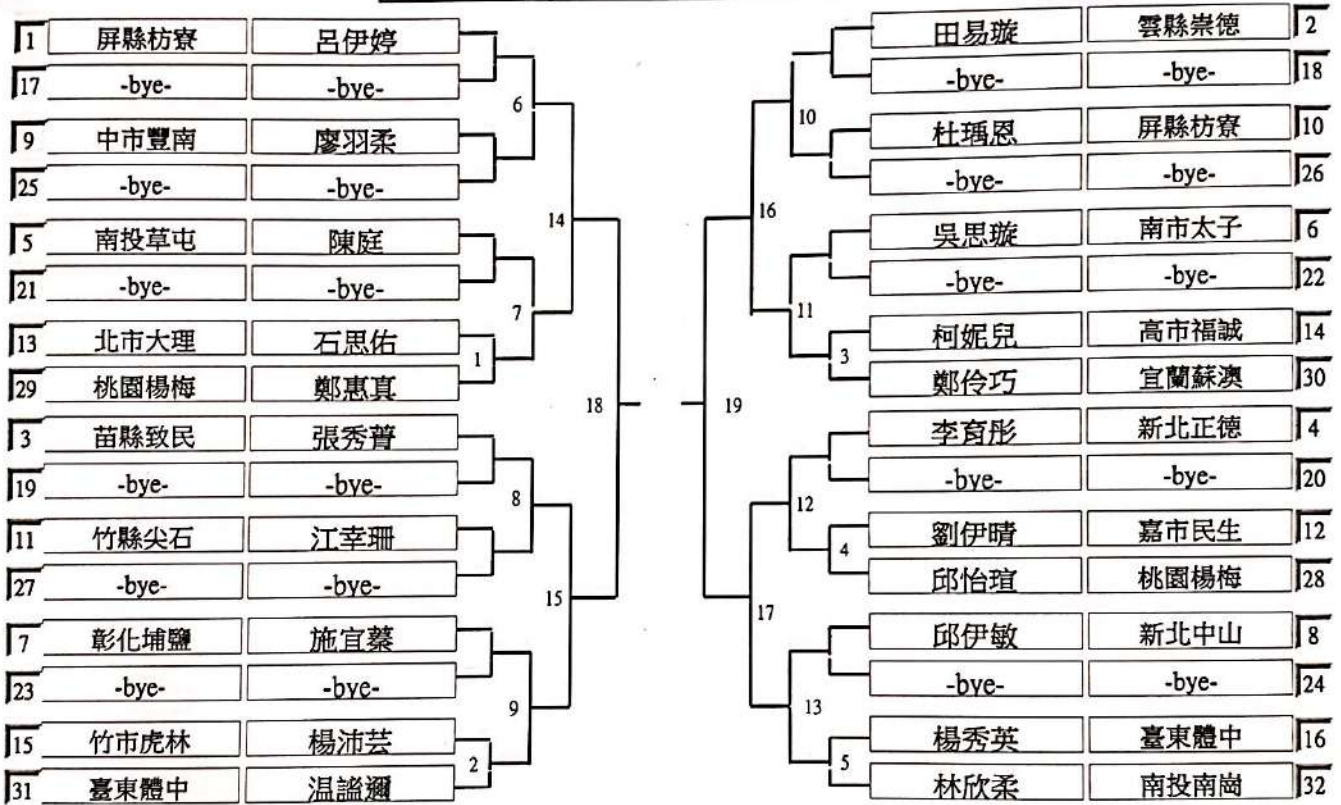 1 屏縣枋寮 呂伊婷
17 -bye- -bye-
9 中市豐南 廖羽柔
25 -bye- -bye-
5 南投草屯 陳庭
21 -bye- -bye-
13 北市大理 石思佑
29 桃園楊梅 鄭惠真
3 苗縣致民 張秀菁
19 -bye- -bye-
11 竹縣尖石 江幸珊
27 -bye- -bye-
7 彰化埔鹽 施宜蓁
23 -bye- -bye-
15 竹市虎林 楊沛芸
31 臺東體中 温謐邇
6
7
1
8
9
2
14
15
18
19
16
17
10
11
3
12
4
13
5
田易璇 雲縣崇德 2
-bye- -bye- 18
杜瑀恩 屏縣枋寮 10
-bye- -bye- 26
吳思璇 南市太子 6
-bye- -bye- 22
柯妮兒 高市福誠 14
鄭伶巧 宜蘭蘇澳 30
李育彤 新北正德 4
-bye- -bye- 20
劉伊晴 嘉市民生 12
邱怡瑄 桃園楊梅 28
邱伊敏 新北中山 8
-bye- -bye- 24
楊秀英 臺東體中 16
林欣柔 南投南崗 32